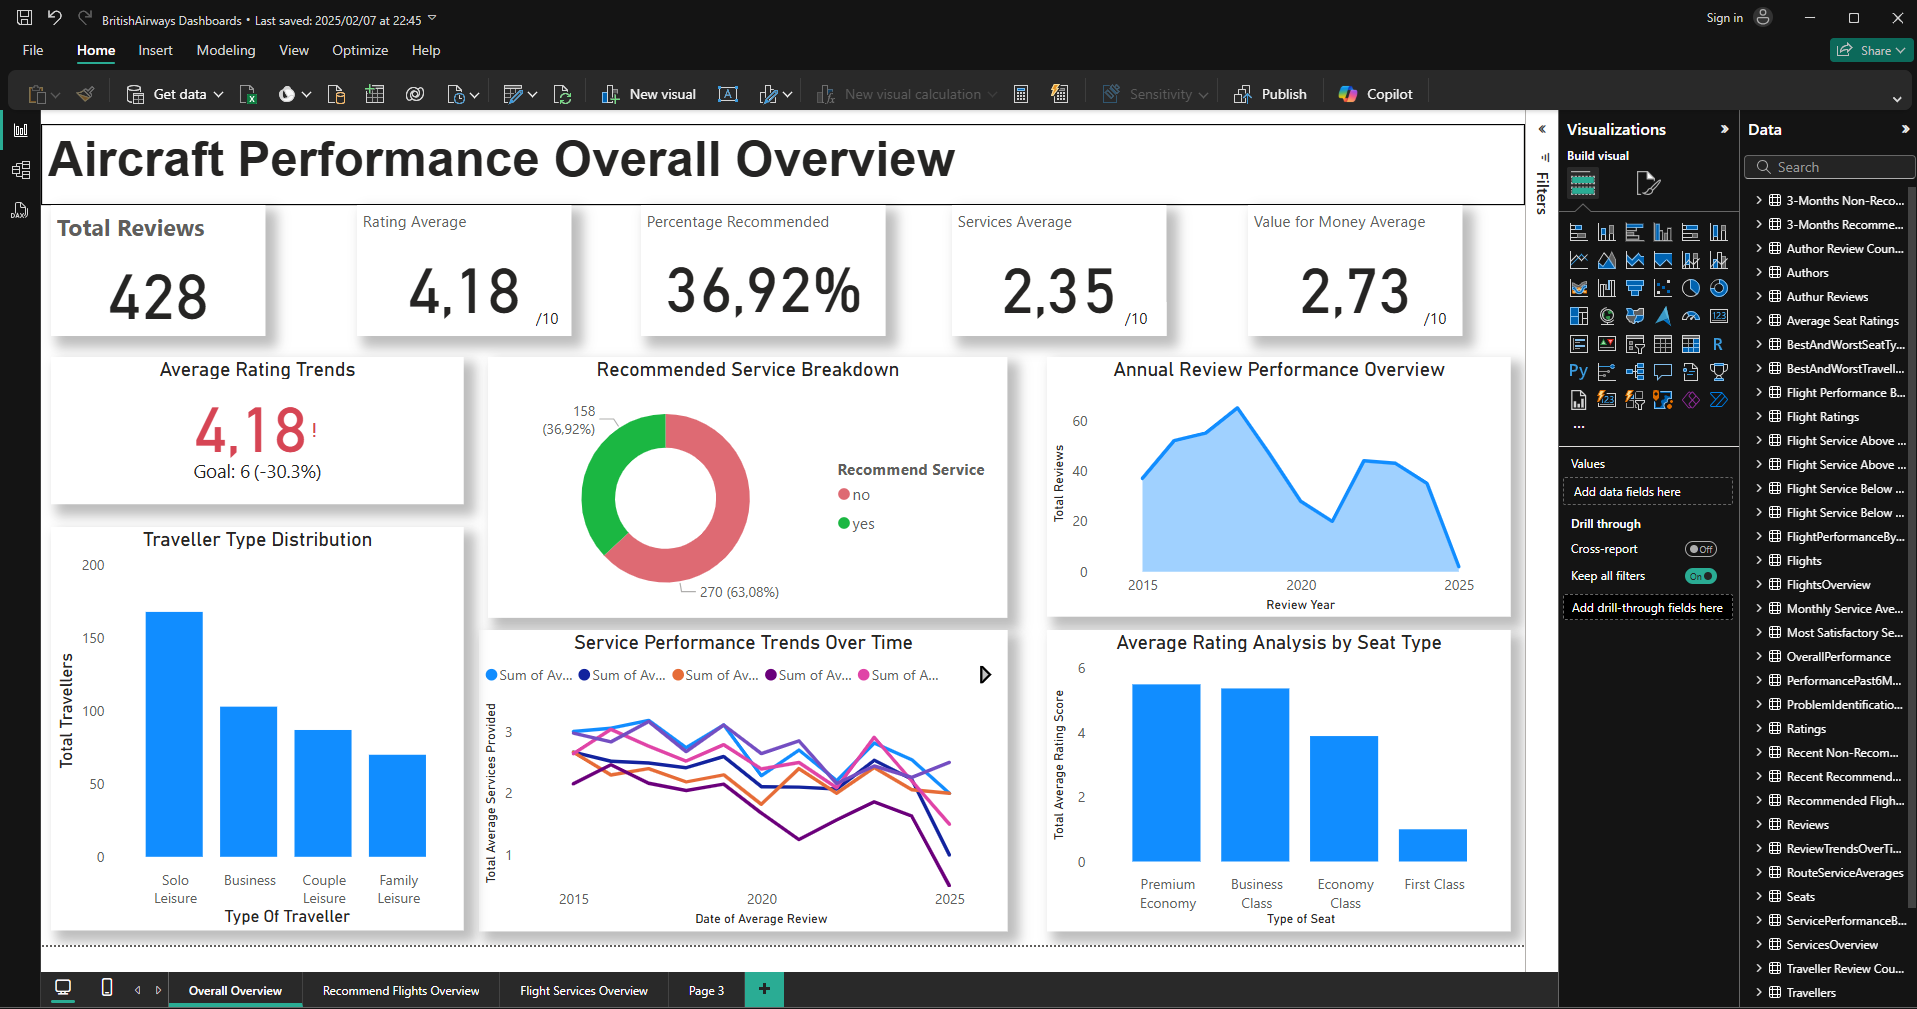 BritishAirways Dashboards • Last saved: 2025/02/07 at 22:45
Sign in
File Home Insert Modeling View Optimize Help
Share
Get data
New visual
New visual calculation
Sensitivity
Publish
Copilot
Aircraft Performance Overall Overview
Total Reviews
428
Rating Average
4,18
/10
Percentage Recommended
36,92%
Services Average
2,35
/10
Value for Money Average
2,73
/10
Average Rating Trends
4,18!
Goal: 6 (-30.3%)
Recommended Service Breakdown
158
(36,92%)
270 (63,08%)
Recommend Service
no
yes
Annual Review Performance Overview
Total Reviews
60
40
20
0
2015 2020 2025
Review Year
Traveller Type Distribution
Total Travellers
200
150
100
50
0
Solo Leisure
Business
Couple Leisure
Family Leisure
Type Of Traveller
Service Performance Trends Over Time
Sum of Av... Sum of Av... Sum of Av... Sum of Av... Sum of A...
Total Average Services Provided
3
2
1
2015 2020 2025
Date of Average Review
Average Rating Analysis by Seat Type
Total Average Rating Score
6
4
2
0
Premium Economy
Business Class
Economy Class
First Class
Type of Seat
Overall Overview
Recommend Flights Overview
Flight Services Overview
Page 3
+
Filters
Visualizations
Build visual
123
R
Py
123
...
Values
Add data fields here
Drill through
Cross-report
Off
Keep all filters
On
Add drill-through fields here
Data
Search
3-Months Non-Reco...
3-Months Recomme...
Author Review Coun...
Authors
Authur Reviews
Average Seat Ratings
BestAndWorstSeatTy...
BestAndWorstTravell...
Flight Performance B...
Flight Ratings
Flight Service Above ...
Flight Service Above ...
Flight Service Below ...
Flight Service Below ...
FlightPerformanceBy...
Flights
FlightsOverview
Monthly Service Ave...
Most Satisfactory Se...
OverallPerformance
PerformancePast6M...
ProblemIdentificatio...
Ratings
Recent Non-Recom...
Recent Recommend...
Recommended Fligh...
Reviews
ReviewTrendsOverTi...
RouteServiceAverages
Seats
ServicePerformanceB...
ServicesOverview
Traveller Review Cou...
Travellers